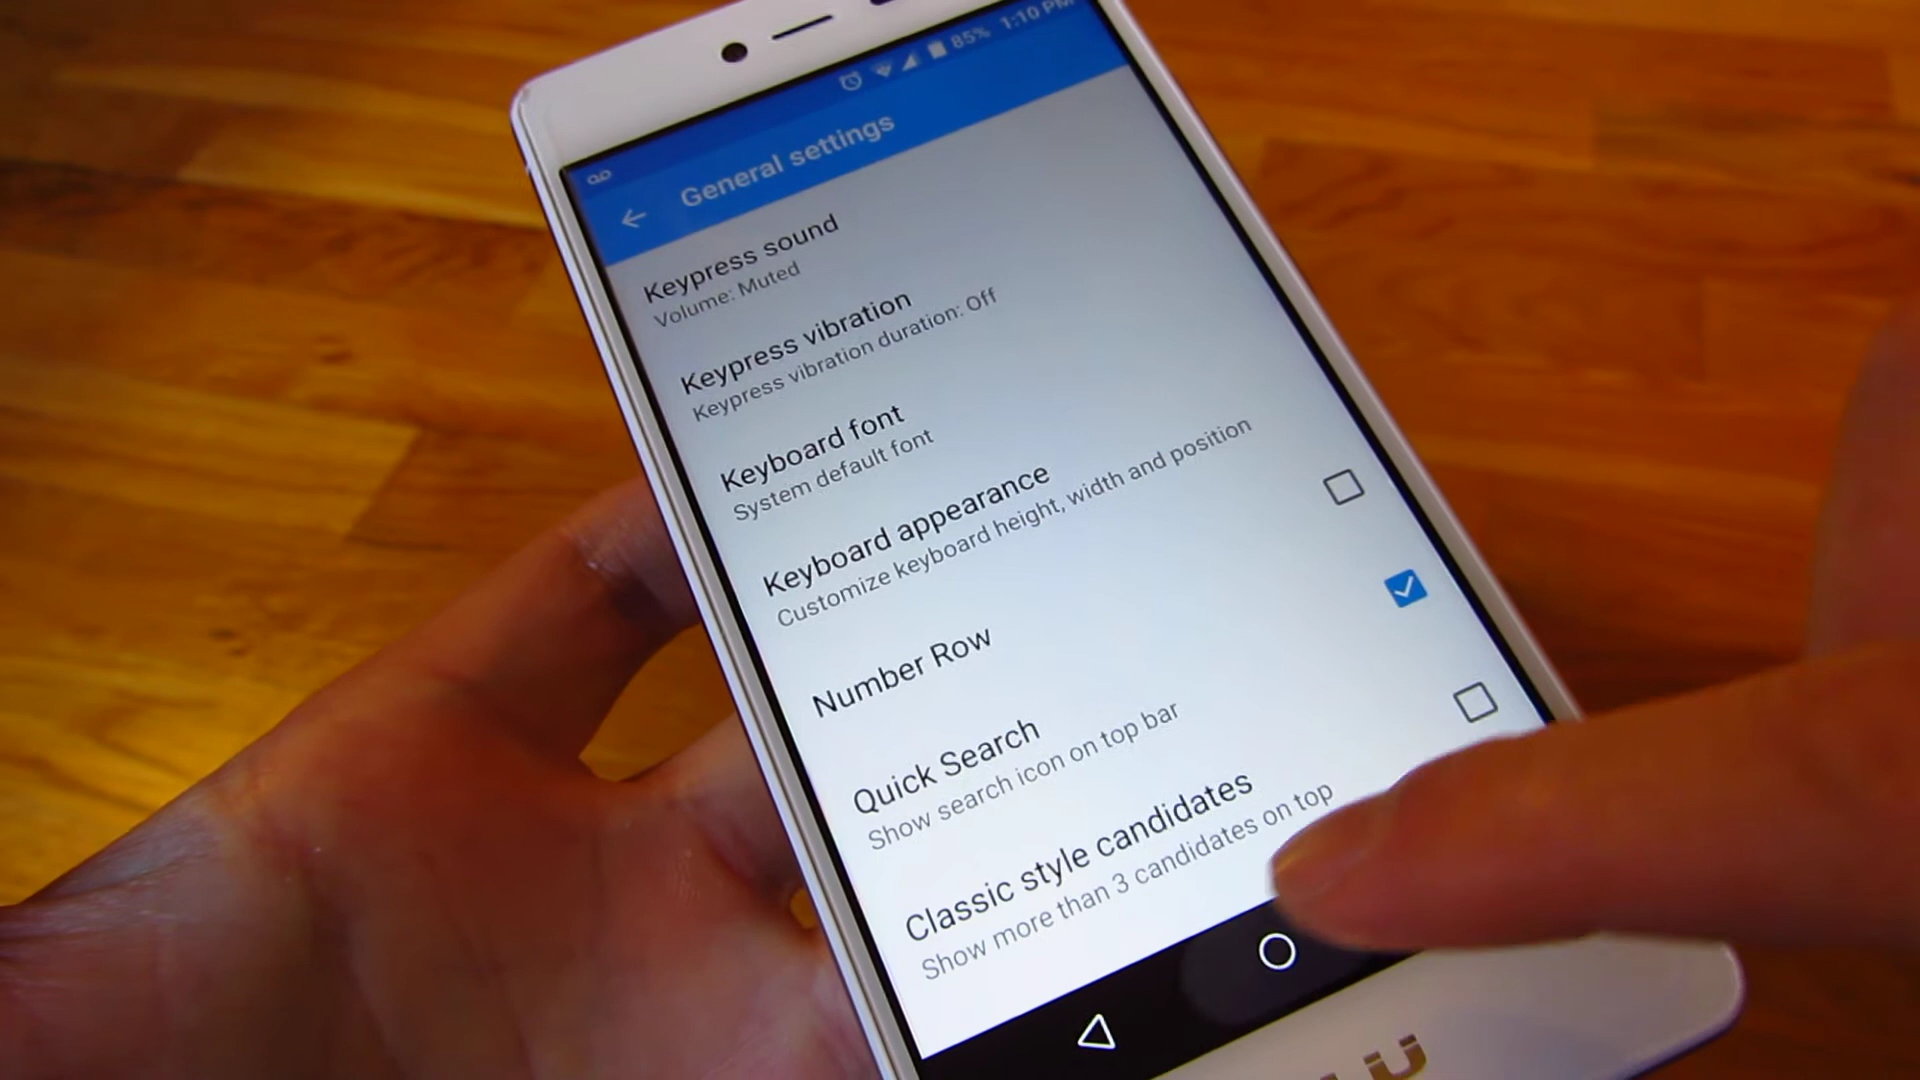 85% 1:10 PM
General settings
Keypress sound
Volume: Muted
Keypress vibration
Keypress vibration duration: Off
Keyboard font
System default font
Keyboard appearance
Customize keyboard height, width and position
Number Row
Quick Search
Show search icon on top bar
Classic style candidates
Show more than 3 candidates on top